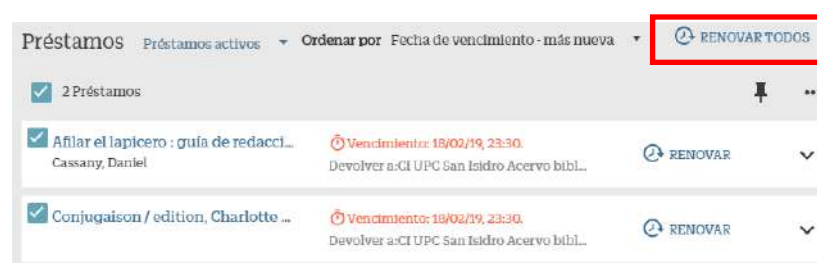 Préstamos Préstamos activos Ordenar por Fecha de vencimiento - más nueva RENOVAR TODOS
2 Préstamos
Afilar el lapicero : guía de redacci... Vencimiento: 18/02/19, 23:30. RENOVAR
Cassany, Daniel Devolver a:CI UPC San Isidro Acervo bibl...
Conjugaison / edition, Charlotte ... Vencimiento: 18/02/19, 23:30. RENOVAR
Devolver a:CI UPC San Isidro Acervo bibl...